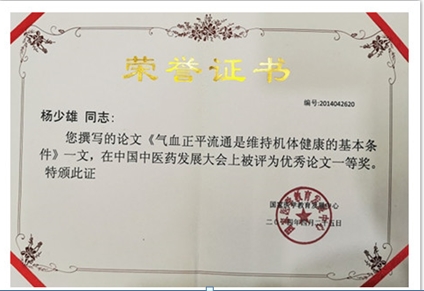 荣誉证书
编号:2014042620
杨少雄 同志:
您撰写的论文《气血正平流通是维持机体健康的基本条
件》一文，在中国中医药发展大会上被评为优秀论文一等奖。
特颁此证